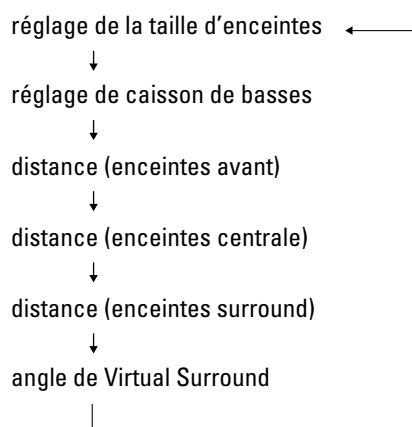 réglage de la taille d'enceintes
réglage de caisson de basses
distance (enceintes avant)
distance (enceintes centrale)
distance (enceintes surround)
angle de Virtual Surround